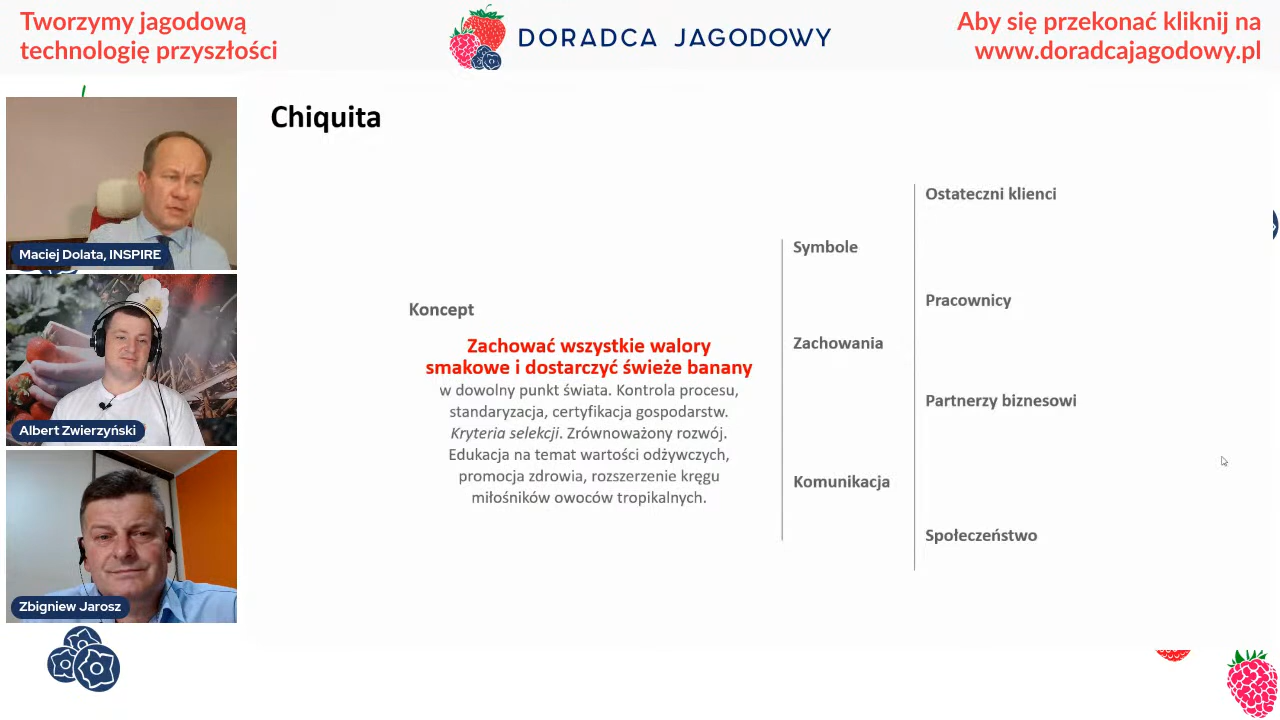 Tworzymy jagodową
technologię przyszłości
DORADCA JAGODOWY
Aby się przekonać kliknij na
www.doradcajagodowy.pl
Maciej Dolata, INSPIRE
Albert Zwierzyński
Zbigniew Jarosz
Chiquita
Koncept
Zachować wszystkie walory
smakowe i dostarczyć świeże banany
w dowolny punkt świata. Kontrola procesu,
standaryzacja, certyfikacja gospodarstw.
Kryteria selekcji. Zrównoważony rozwój.
Edukacja na temat wartości odżywczych,
promocja zdrowia, rozszerzenie kręgu
miłośników owoców tropikalnych.
Symbole
Zachowania
Komunikacja
Ostateczni klienci
Pracownicy
Partnerzy biznesowi
Społeczeństwo